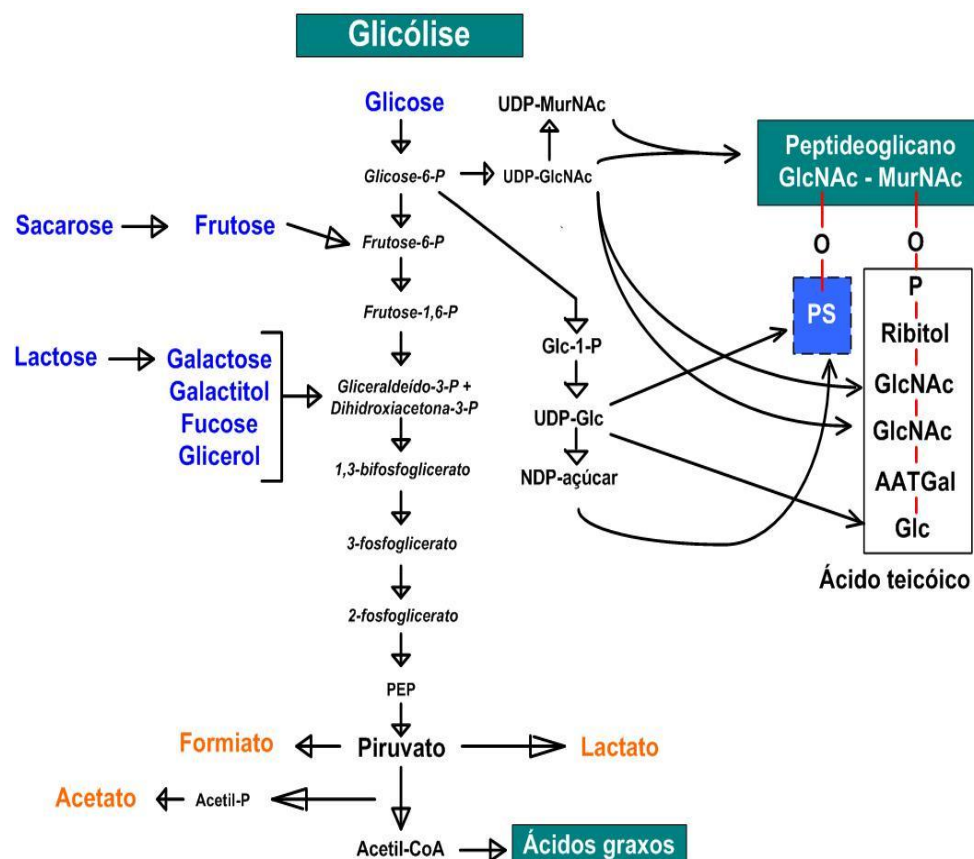 Glicólise
Glicose
UDP-MurNAc
Peptideoglicano
GlcNAc - MurNAc
Glicose-6-P
UDP-GlcNAc
Sacarose
Frutose
Frutose-6-P
O
O
P
PS
Frutose-1,6-P
Ribitol
Glc-1-P
Lactose
Galactose
Galactitol
Fucose
Glicerol
Gliceraldeído-3-P +
Dihidroxiacetona-3-P
GlcNAc
UDP-Glc
GlcNAc
1,3-bifosfoglicerato
NDP-açúcar
AATGal
Glc
3-fosfoglicerato
Ácido teicóico
2-fosfoglicerato
PEP
Formiato
Piruvato
Lactato
Acetato
Acetil-P
Acetil-CoA
Ácidos graxos